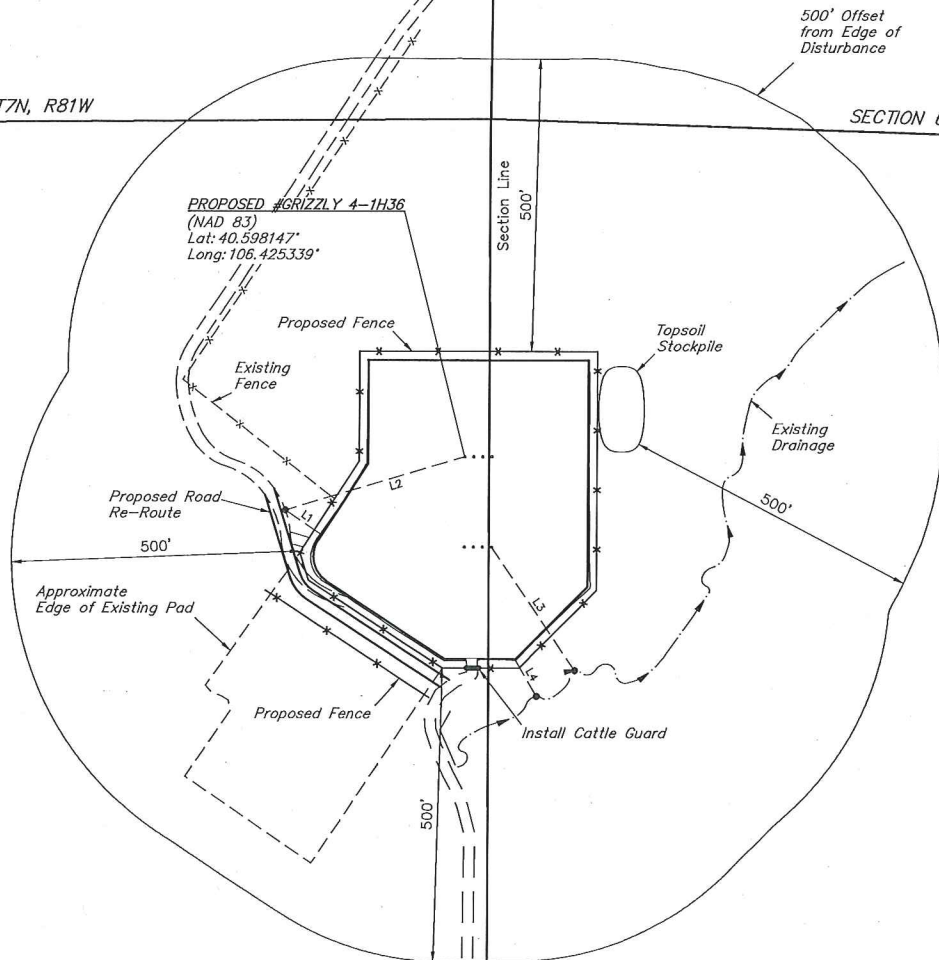 500' Offset
from Edge of
Disturbance
T7N, R81W
SECTION 6
Section Line
500'
PROPOSED #GRIZZLY 4-1H36
(NAD 83)
Lat: 40.598147°
Long: 106.425339°
Proposed Fence
Topsoil
Stockpile
Existing
Fence
Existing
Drainage
L2
Proposed Road
Re-Route
L1
500'
500'
Approximate
Edge of Existing Pad
L3
L4
Proposed Fence
Install Cattle Guard
500'